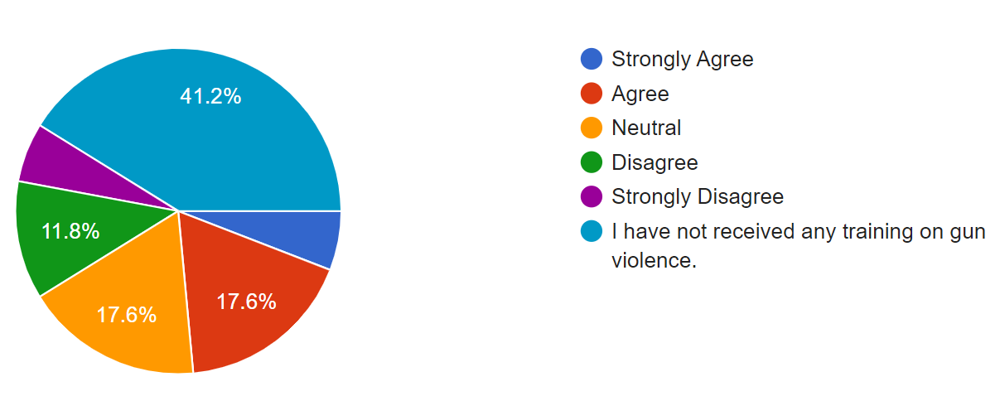 41.2%
11.8%
17.6%
17.6%
Strongly Agree
Agree
Neutral
Disagree
Strongly Disagree
I have not received any training on gun
violence.